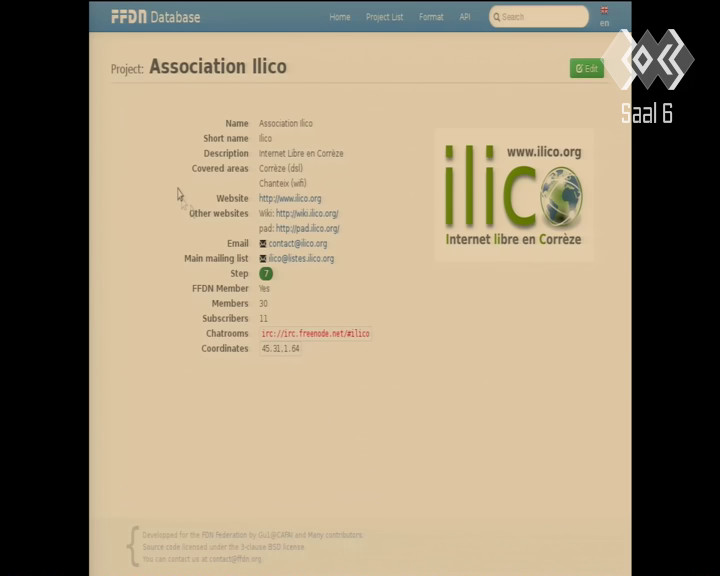 FFDN Database
Home Project List Format API Search en
Project: Association Ilico Edit
Saal 6
Name Association Ilico
Short name Ilico
Description Internet Libre en Corrèze
Covered areas Corrèze (dsl)
Chanteix (wifi)
Website http://www.ilico.org
Other websites Wiki: http://wiki.ilico.org/
pad: http://pad.ilico.org/
Email contact@ilico.org
Main mailing list ilico@listes.ilico.org
Step 7
FFDN Member Yes
Members 30
Subscribers 11
Chatrooms irc://irc.freenode.net/#ilico
Coordinates 45:31,1.64
www.ilico.org
ilico
Internet libre en Corrèze
Developped for the FDN Federation by Gu1@CAFAI and Many contributors.
Source code licensed under the 3-clause BSD license.
You can contact us at contact@ffdn.org.